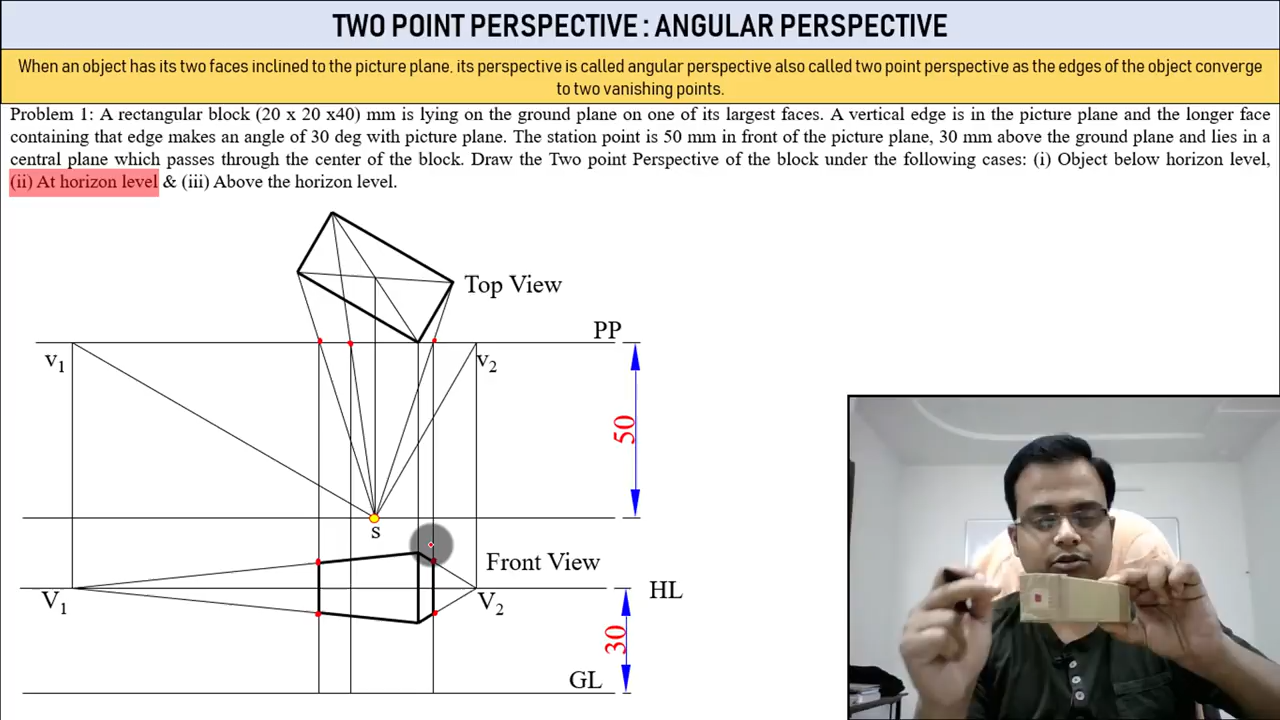 TWO POINT PERSPECTIVE : ANGULAR PERSPECTIVE
When an object has its two faces inclined to the picture plane, its perspective is called angular perspective also called two point perspective as the edges of the object converge
to two vanishing points.
Problem 1: A rectangular block (20 x 20 x40) mm is lying on the ground plane on one of its largest faces. A vertical edge is in the picture plane and the longer face
containing that edge makes an angle of 30 deg with picture plane. The station point is 50 mm in front of the picture plane, 30 mm above the ground plane and lies in a
central plane which passes through the center of the block. Draw the Two point Perspective of the block under the following cases: (i) Object below horizon level,
(ii) At horizon level & (iii) Above the horizon level.
Top View
PP
v1
v2
50
s
Front View
V1
V2
HL
30
GL